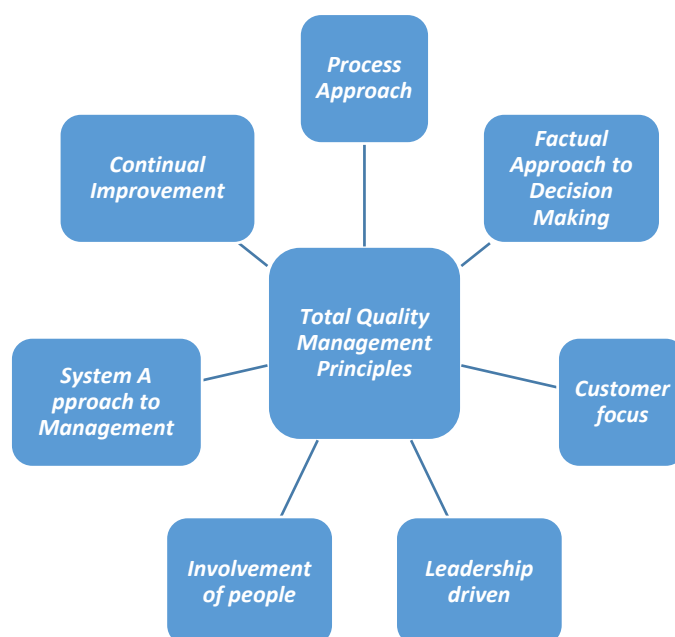 Process
Approach
Factual
Approach to
Decision
Making
Continual
Improvement
Total Quality
Management
Principles
System A
pproach to
Management
Customer
focus
Involvement
of people
Leadership
driven